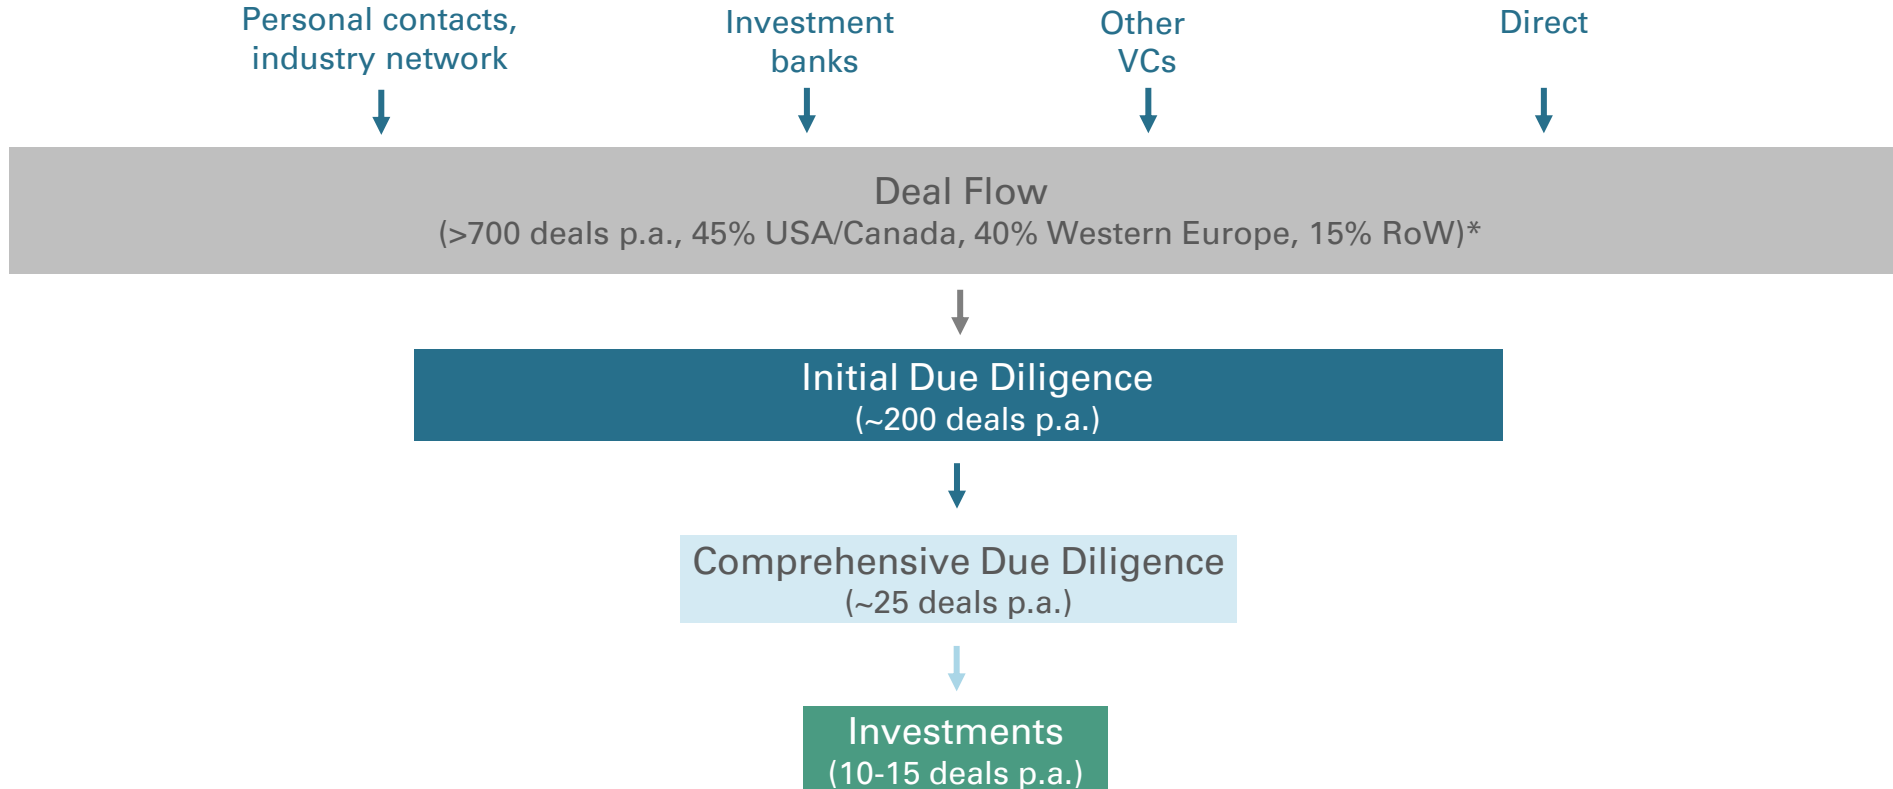 Personal contacts,
industry network
Investment
banks
Other
VCs
Direct
Deal Flow
(>700 deals p.a., 45% USA/Canada, 40% Western Europe, 15% RoW)*
Initial Due Diligence
(~200 deals p.a.)
Comprehensive Due Diligence
(~25 deals p.a.)
Investments
(10-15 deals p.a.)